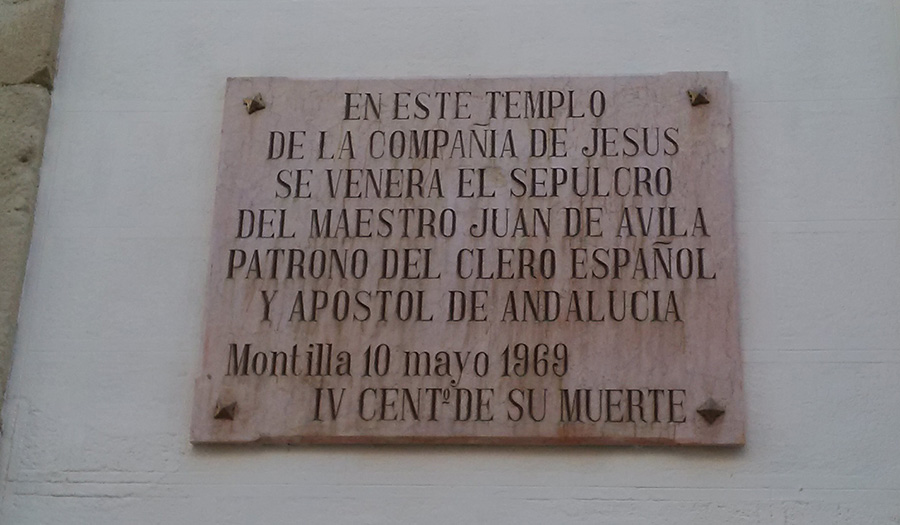 EN ESTE TEMPLO
DE LA COMPAÑIA DE JESUS
SE VENERA EL SEPULCRO
DEL MAESTRO JUAN DE AVILA
PATRONO DEL CLERO ESPAÑOL
Y APOSTOL DE ANDALUCIA
Montilla 10 mayo 1969
IV CENTº DE SU MUERTE